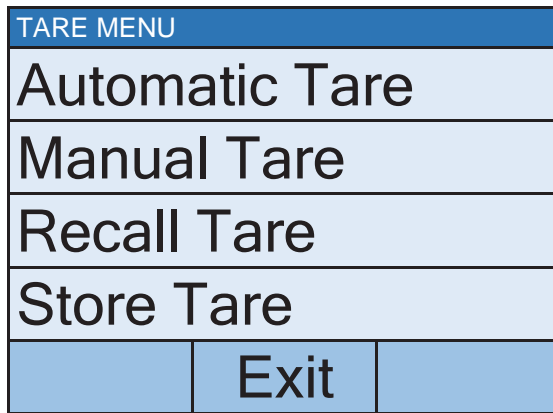 TARE MENU
Automatic Tare
Manual Tare
Recall Tare
Store Tare
Exit